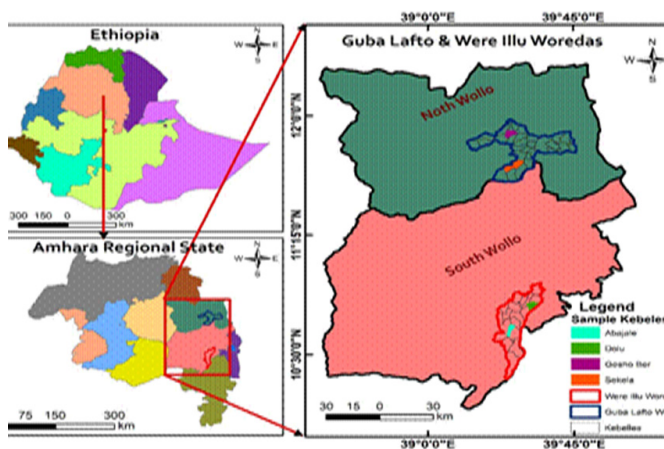 Ethiopia
N
W E
S
300 150 0 300
km
Amhara Regional State
N
W E
S
75 150 300
km
39°0'0"E 39°45'0"E
Guba Lafto & Were Illu Woredas
N
W E
S
Noth Wollo
South Wollo
12°0'0"N
11°15'0"N
10°30'0"N
Legend
Sample Kebeles
Abajale
Dolu
Gosho Ber
Sekela
Were Illu Wored
Guba Lafto W
Kebelles
30 15 0 30
km
39°0'0"E 39°45'0"E